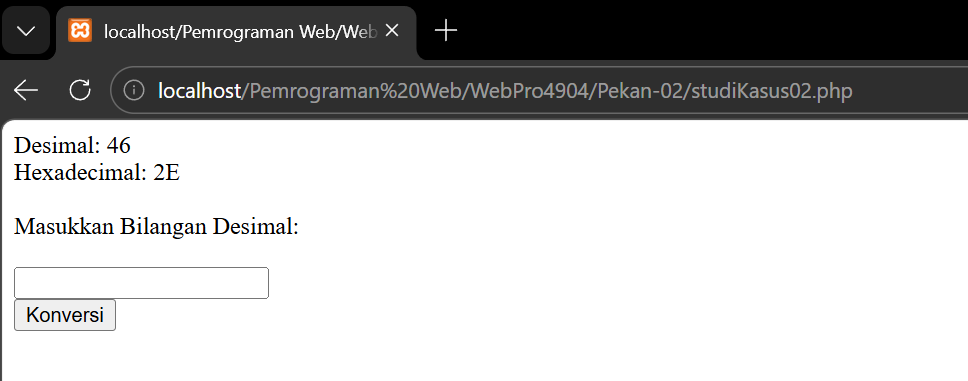 localhost/Pemrograman Web/Web
localhost/Pemrograman%20Web/WebPro4904/Pekan-02/studiKasus02.php
Desimal: 46
Hexadecimal: 2E
Masukkan Bilangan Desimal:
Konversi